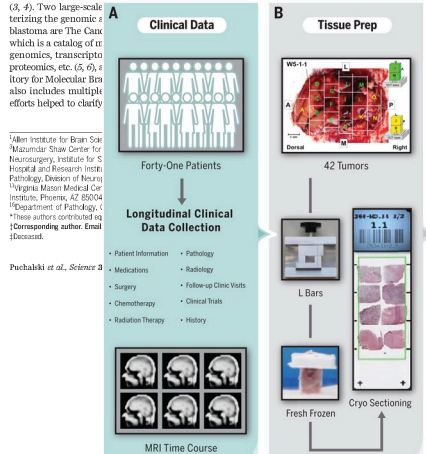 (3, 4). Two large-scale
terizing the genomic a
blastoma are The Canc
which is a catalog of m
genomics, transcripto
proteomics, etc. (5, 6), a
itory for Molecular Bra
also includes multiple
efforts helped to clarify
1Allen Institute for Brain Scie
Mazumdar Shaw Center for
Neurosurgery, Institute for S
Hospital and Research Institu
Pathology, Division of Neurop
Virginia Mason Medical Cen
Institute, Phoenix, AZ 85004
Department of Pathology, 
*These authors contributed eq
†Corresponding author. Email
‡Deceased.
Puchalski et al., Science 3
A
Clinical Data
Forty-One Patients
Longitudinal Clinical
Data Collection
• Patient Information
• Medications
• Surgery
• Chemotherapy
• Radiation Therapy
• Pathology
• Radiology
• Follow-up Clinic Visits
• Clinical Trials
• History
MRI Time Course
B
Tissue Prep
W5-1-1
L
A
P
M
Dorsal
Right
42 Tumors
L Bars
Fresh Frozen
1.1
Cryo Sectioning